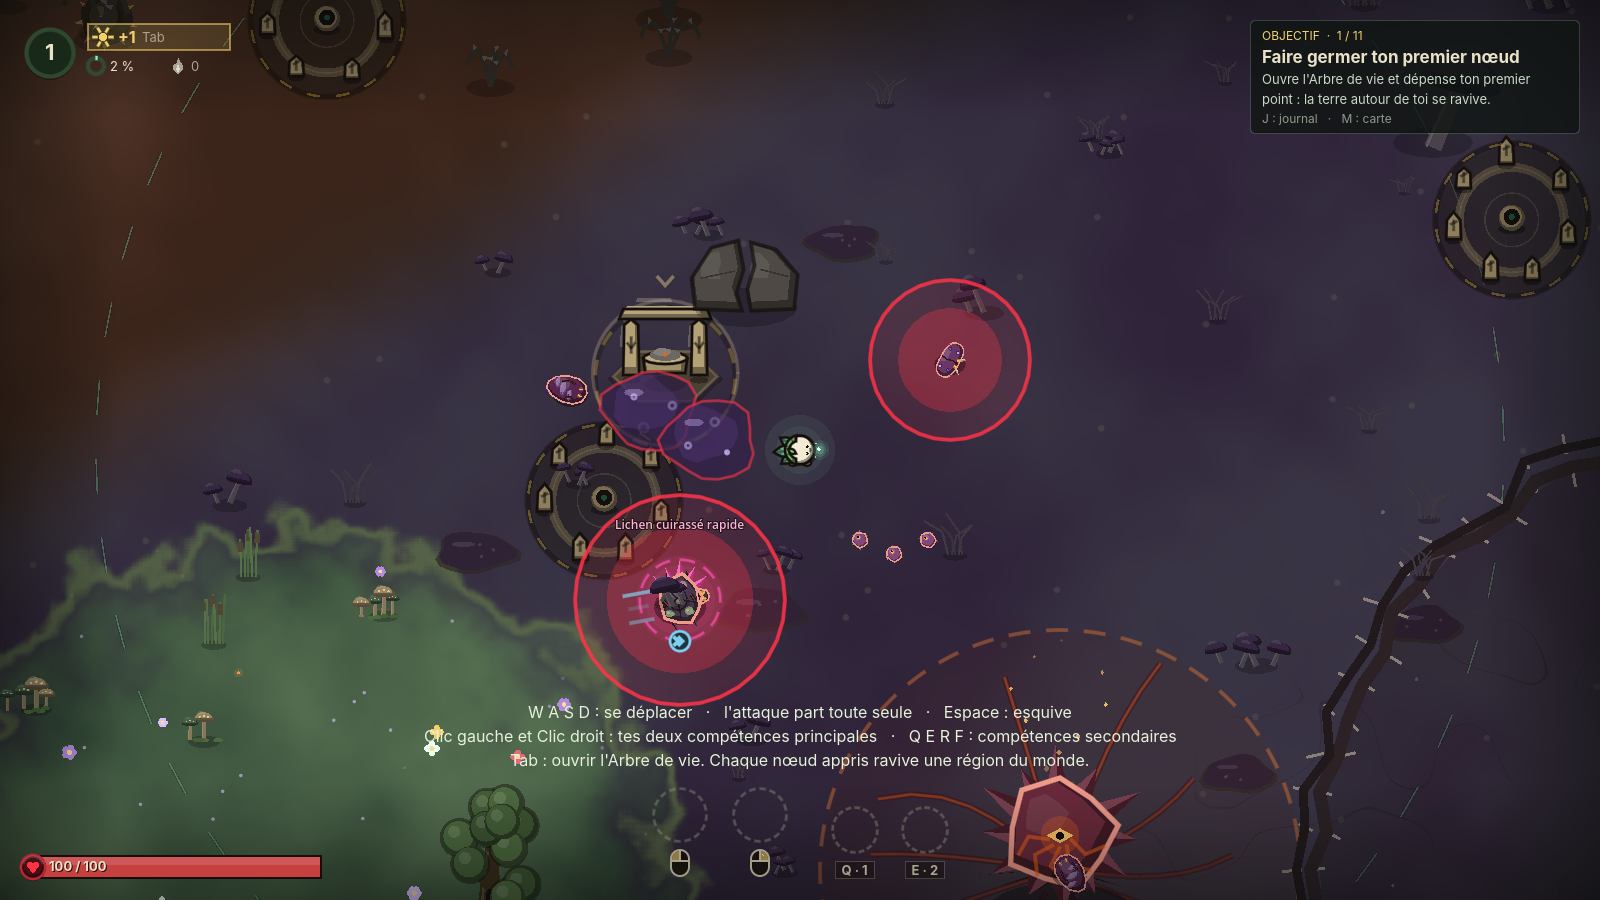 1
+1 Tab
2 %
0
OBJECTIF · 1 / 11
Faire germer ton premier nœud
Ouvre l'Arbre de vie et dépense ton premier
point : la terre autour de toi se ravive.
J : journal · M : carte
Lichen cuirassé rapide
W A S D : se déplacer · l'attaque part toute seule · Espace : esquive
Clic gauche et Clic droit : tes deux compétences principales · Q E R F : compétences secondaires
Tab : ouvrir l'Arbre de vie. Chaque nœud appris ravive une région du monde.
100 / 100
Q · 1
E · 2